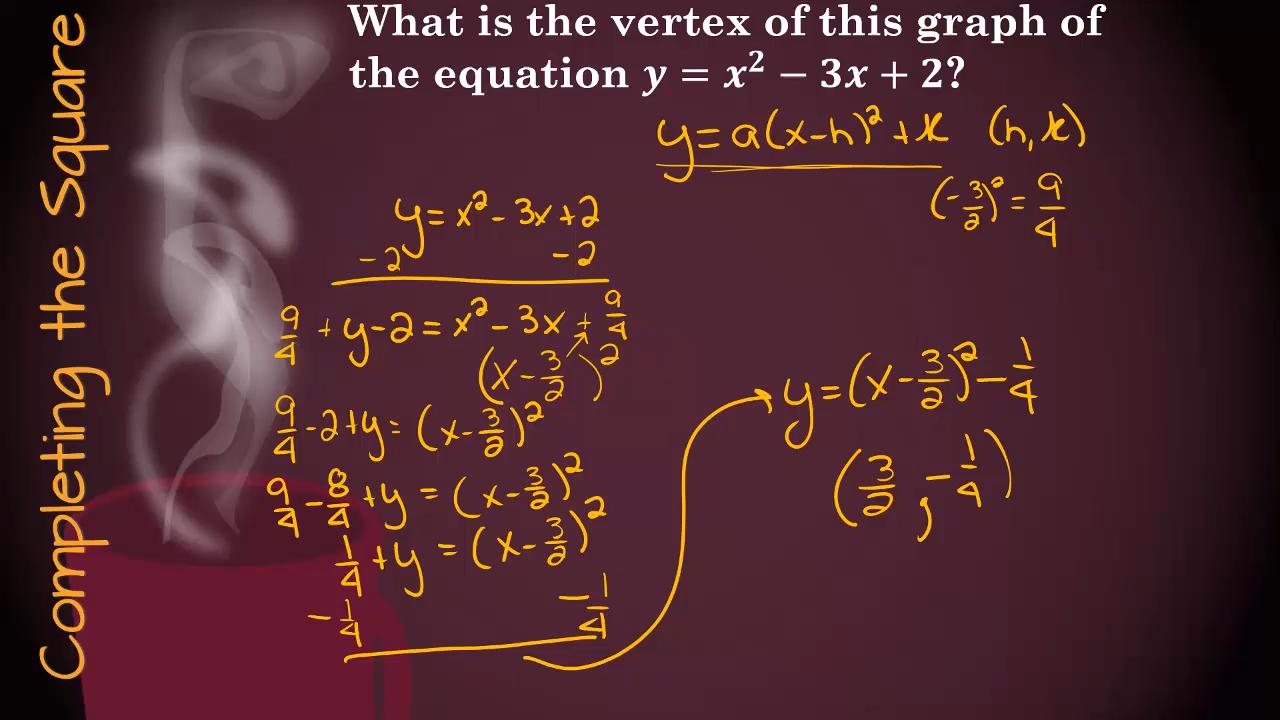 Completing the Square
What is the vertex of this graph of
the equation y = x² − 3x + 2?
y = a(x-h)² + k (h, k)
(-3/2)² = 9/4
y = x² - 3x + 2
-2 -2
9/4 + y - 2 = x² - 3x + 9/4
(x - 3/2)²
9/4 - 2 + y = (x - 3/2)²
9/4 - 8/4 + y = (x - 3/2)²
1/4 + y = (x - 3/2)²
- 1/4 - 1/4
y = (x - 3/2)² - 1/4
(3/2, -1/4)